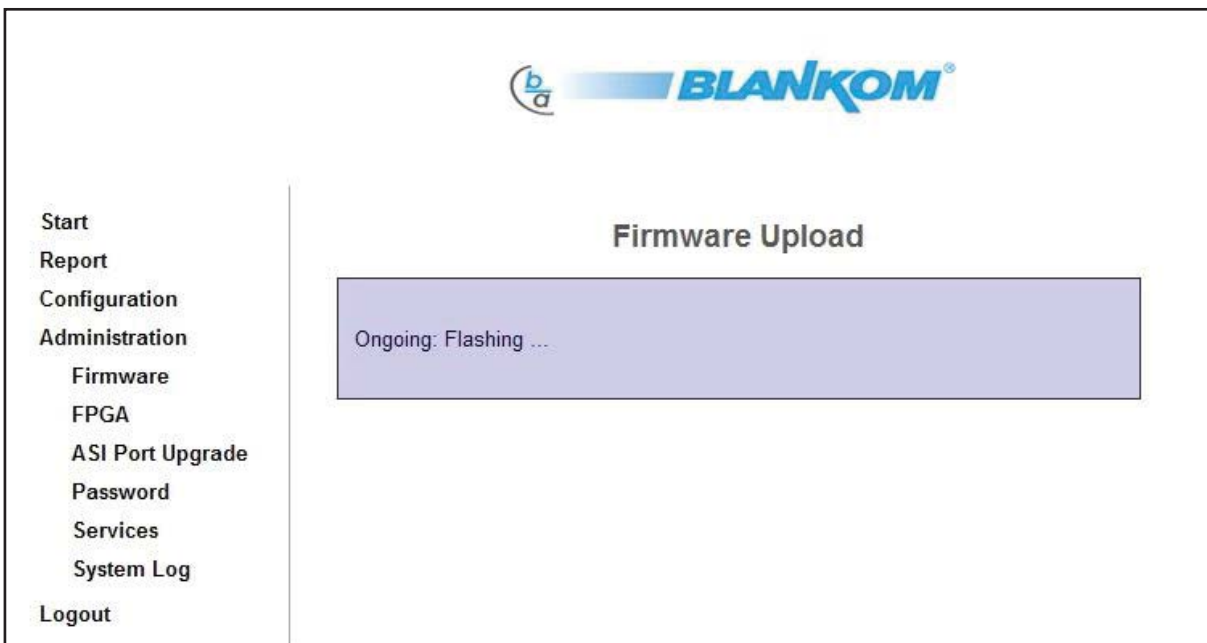 b
a
BLANKOM®
Start
Report
Configuration
Administration
Firmware
FPGA
ASI Port Upgrade
Password
Services
System Log
Logout
Firmware Upload
Ongoing: Flashing ...